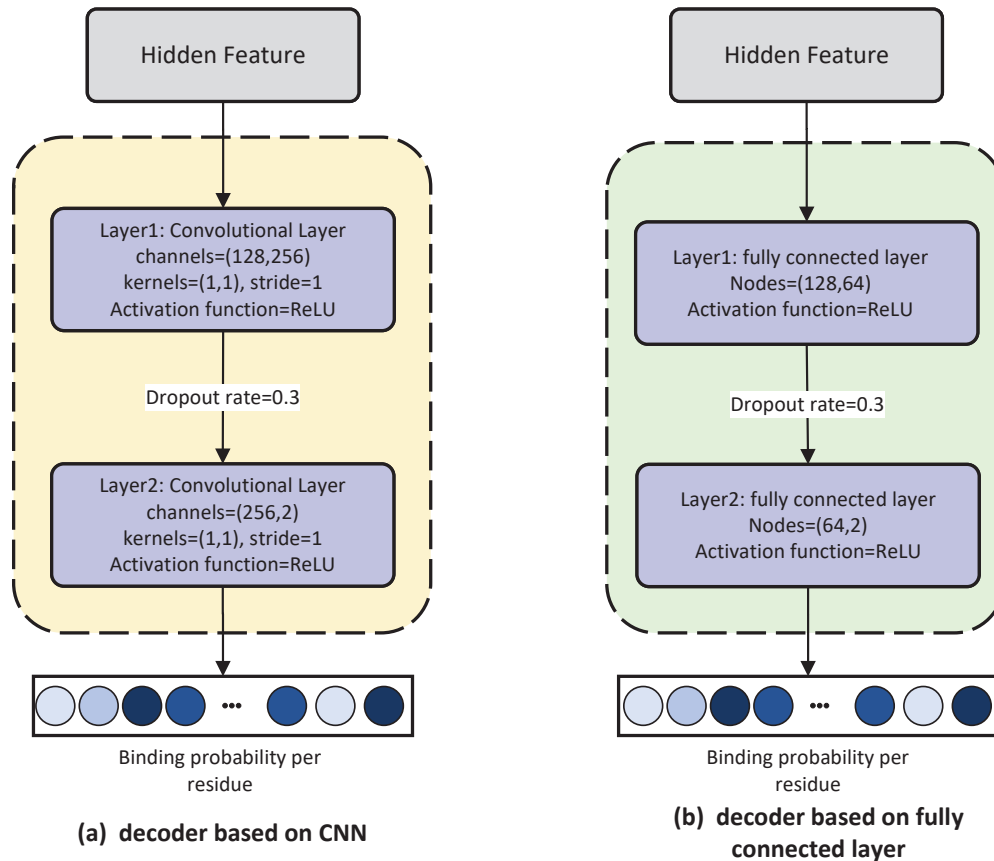 Hidden Feature
Layer1: Convolutional Layer
channels=(128,256)
kernels=(1,1), stride=1
Activation function=ReLU
Dropout rate=0.3
Layer2: Convolutional Layer
channels=(256,2)
kernels=(1,1), stride=1
Activation function=ReLU
...
Binding probability per
residue
(a) decoder based on CNN
Hidden Feature
Layer1: fully connected layer
Nodes=(128,64)
Activation function=ReLU
Dropout rate=0.3
Layer2: fully connected layer
Nodes=(64,2)
Activation function=ReLU
...
Binding probability per
residue
(b) decoder based on fully
connected layer